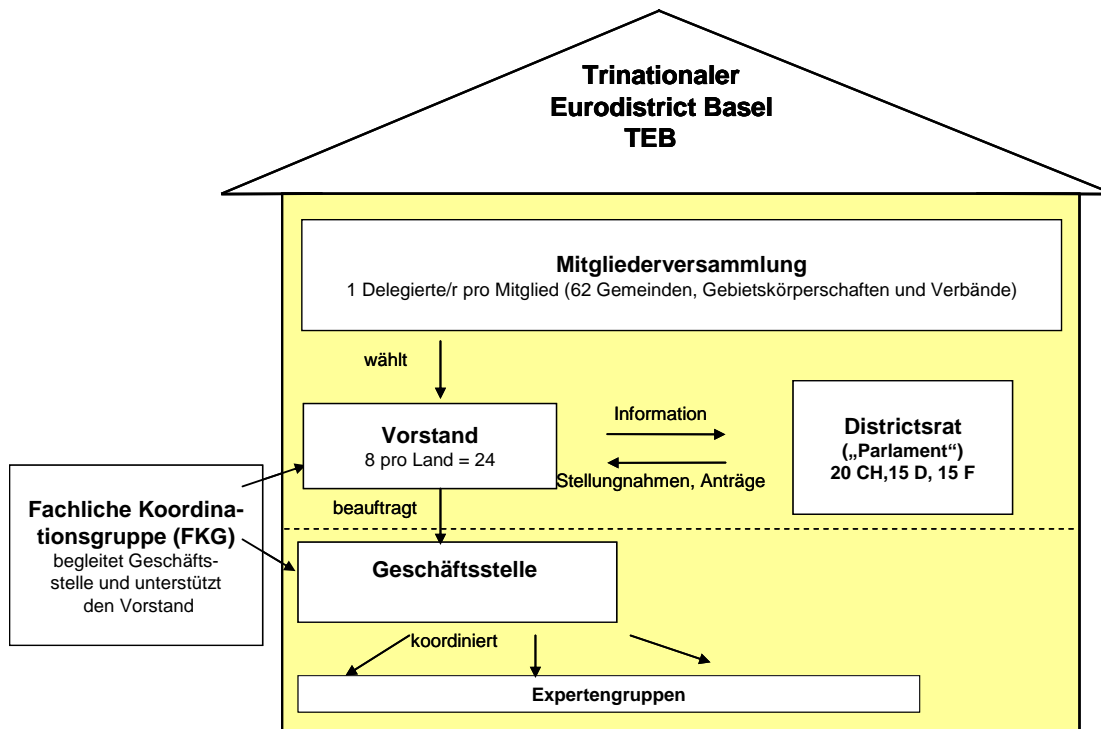 Trinationaler
Eurodistrict Basel
TEB
Mitgliederversammlung
1 Delegierte/r pro Mitglied (62 Gemeinden, Gebietskörperschaften und Verbände)
wählt
Vorstand
8 pro Land = 24
Information
Stellungnahmen, Anträge
Districtsrat
(„Parlament“)
20 CH,15 D, 15 F
beauftragt
Fachliche Koordina-
tionsgruppe (FKG)
begleitet Geschäfts-
stelle und unterstützt
den Vorstand
Geschäftsstelle
koordiniert
Expertengruppen